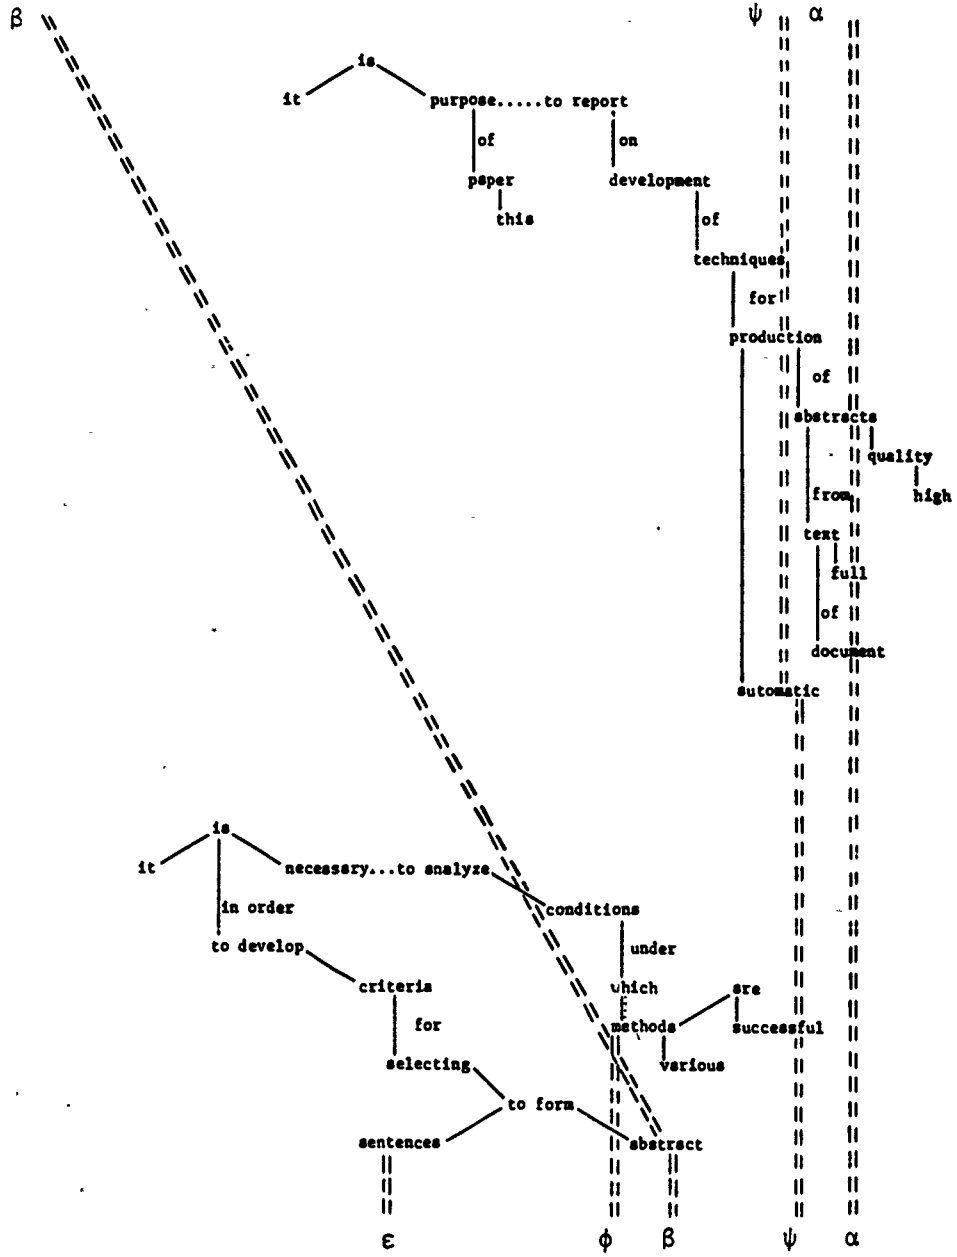 β ψ α
is
it purpose.....to report
of on
paper development
this of
techniques
for
production
of
abstracts
quality
from high
text
full
of
document
automatic
is
it necessary...to analyze
in order conditions
to develop under
criteria which are
for methods successful
selecting various
to form
sentences abstract
ε φ β ψ α